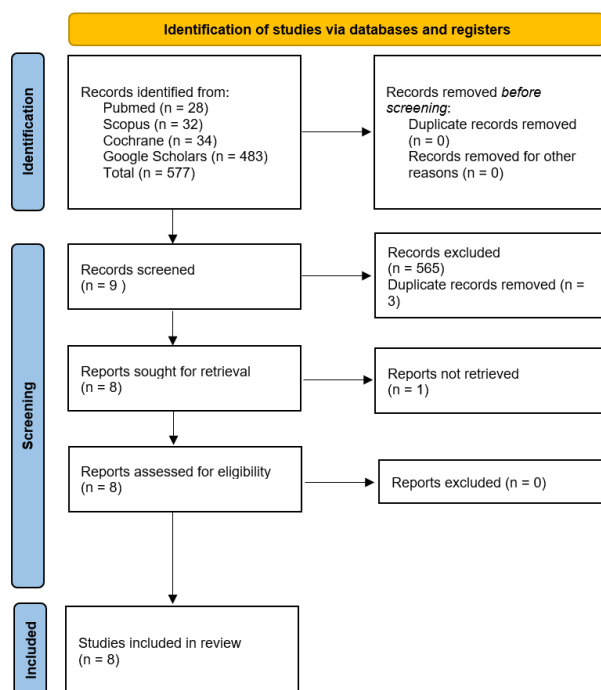 Identification of studies via databases and registers
Identification
Records identified from:
Pubmed (n = 28)
Scopus (n = 32)
Cochrane (n = 34)
Google Scholars (n = 483)
Total (n = 577)
Records removed before
screening:
Duplicate records removed
(n = 0)
Records removed for other
reasons (n = 0)
Screening
Records screened
(n = 9 )
Records excluded
(n = 565)
Duplicate records removed (n =
3)
Reports sought for retrieval
(n = 8)
Reports not retrieved
(n = 1)
Reports assessed for eligibility
(n = 8)
Reports excluded (n = 0)
Included
Studies included in review
(n = 8)